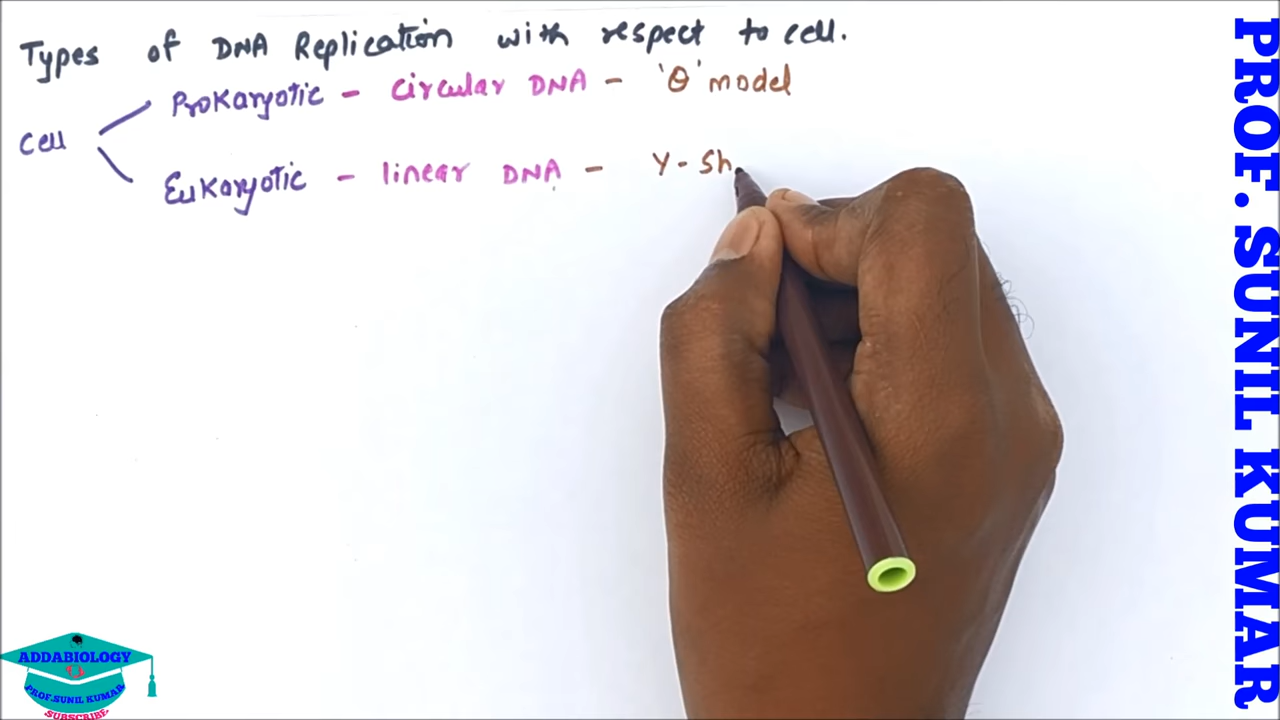 Types of DNA Replication with respect to cell.
Prokaryotic - circular DNA - 'θ' model
Cell
Eukaryotic - linear DNA - Y - Sh
PROF. SUNIL KUMAR
ADDABIOLOGY
PROF.SUNIL KUMAR
SUBSCRIBE